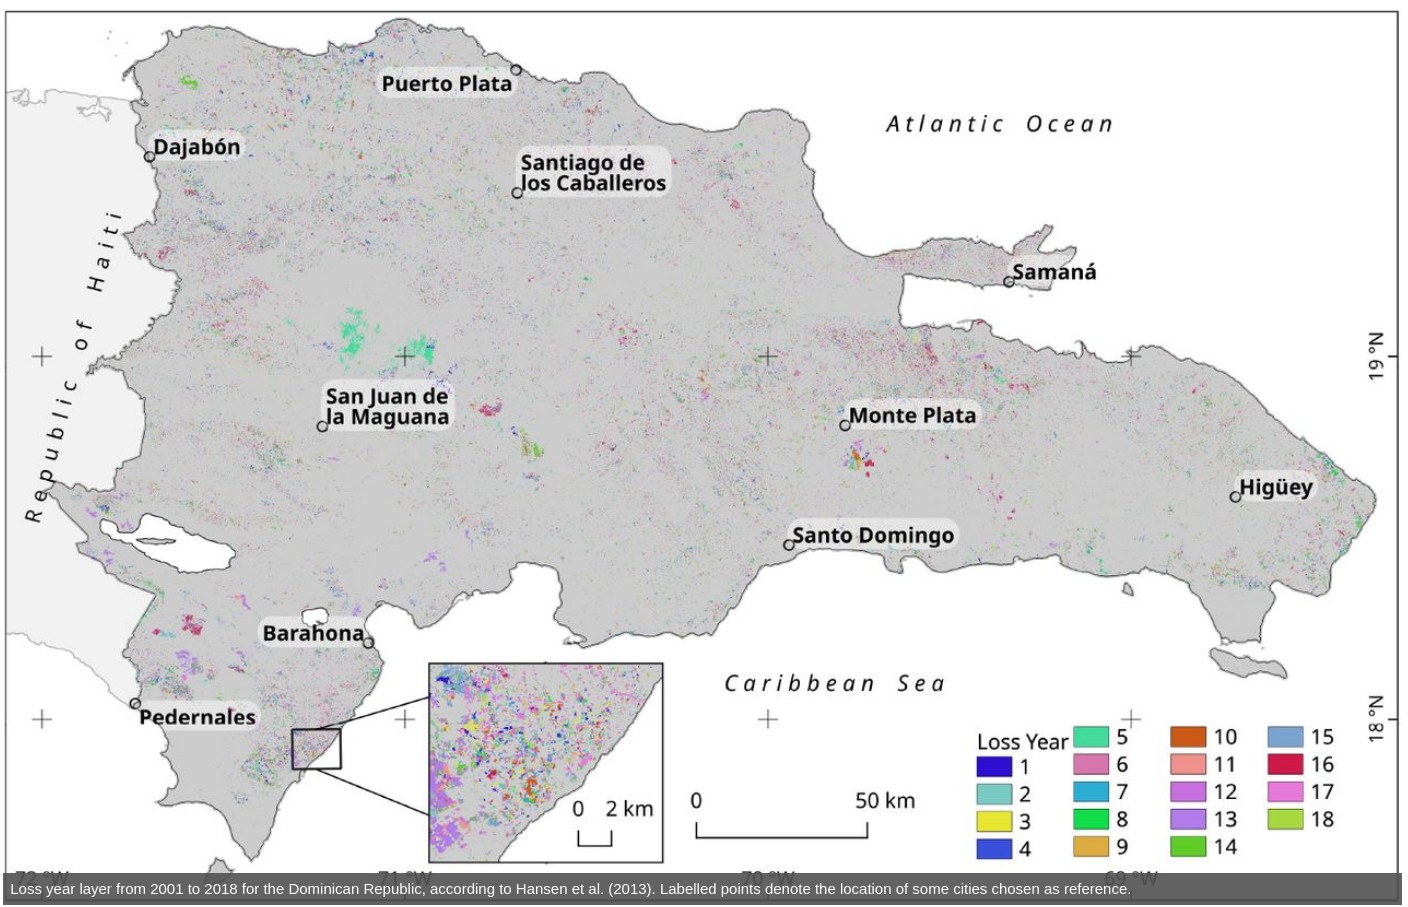 Puerto Plata
Atlantic Ocean
Dajabón
Santiago de
los Caballeros
Republic of Haiti
Samaná
19 °N
San Juan de
la Maguana
Monte Plata
Higüey
Santo Domingo
Barahona
Caribbean Sea
Pedernales
18 °N
Loss Year
1
2
3
4
5
6
7
8
9
10
11
12
13
14
15
16
17
18
0 2 km
0 50 km
72 °W 71 °W 70 °W 69 °W
Loss year layer from 2001 to 2018 for the Dominican Republic, according to Hansen et al. (2013). Labelled points denote the location of some cities chosen as reference.